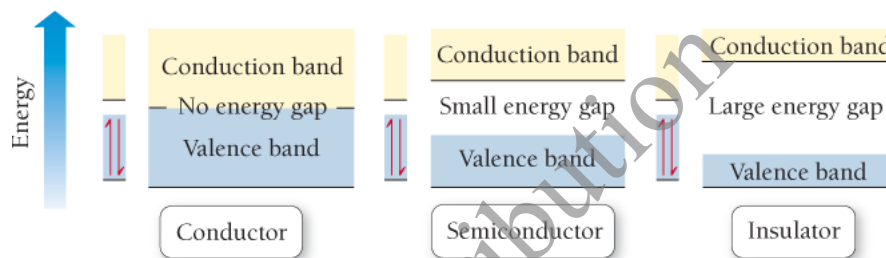 Energy
Conduction band
No energy gap
Valence band
Conductor
Conduction band
Small energy gap
Valence band
Semiconductor
Conduction band
Large energy gap
Valence band
Insulator
ibution